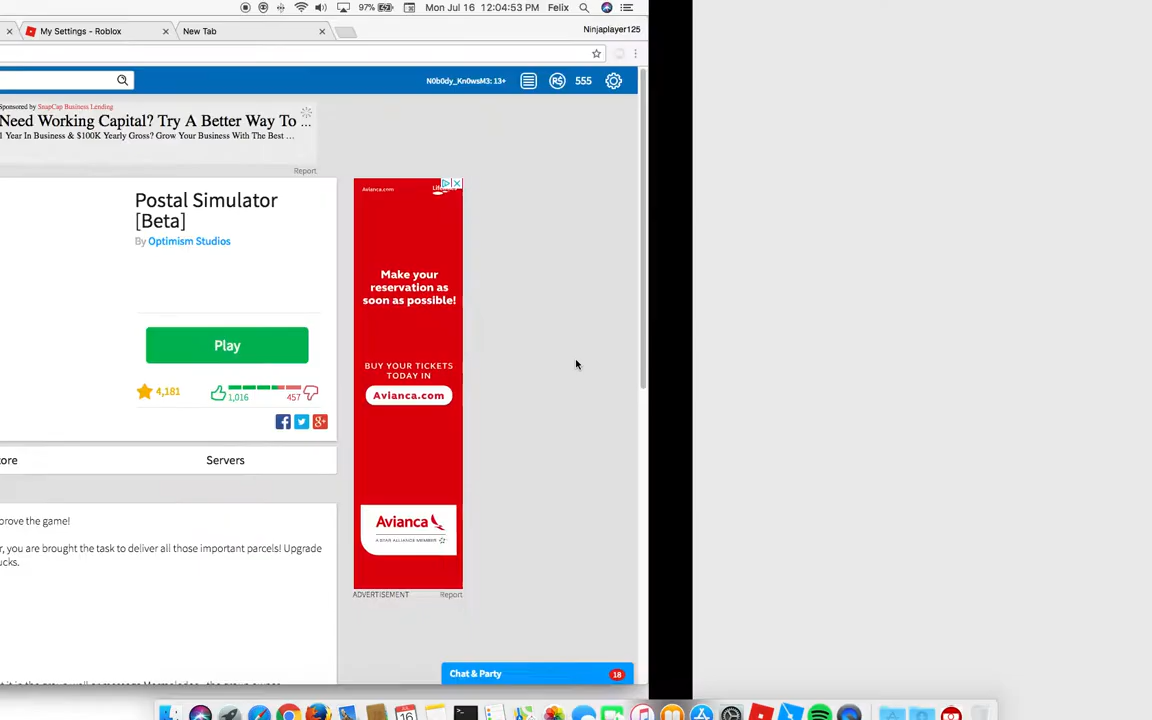 97% Mon Jul 16 12:04:53 PM Felix
My Settings - Roblox New Tab Ninjaplayer125
N0b0dy_Kn0wsM3: 13+ R$ 555
Sponsored by SnapCap Business Lending
Need Working Capital? Try A Better Way To ...
1 Year In Business & $100K Yearly Gross? Grow Your Business With The Best ...
Report
Postal Simulator
[Beta]
By Optimism Studios
Play
4,181 1,016 457
ore Servers
prove the game!
r, you are brought the task to deliver all those important parcels! Upgrade
ucks.
Avianca.com
Make your
reservation as
soon as possible!
BUY YOUR TICKETS
TODAY IN
Avianca.com
Avianca
A STAR ALLIANCE MEMBER
ADVERTISEMENT Report
Chat & Party 18
16